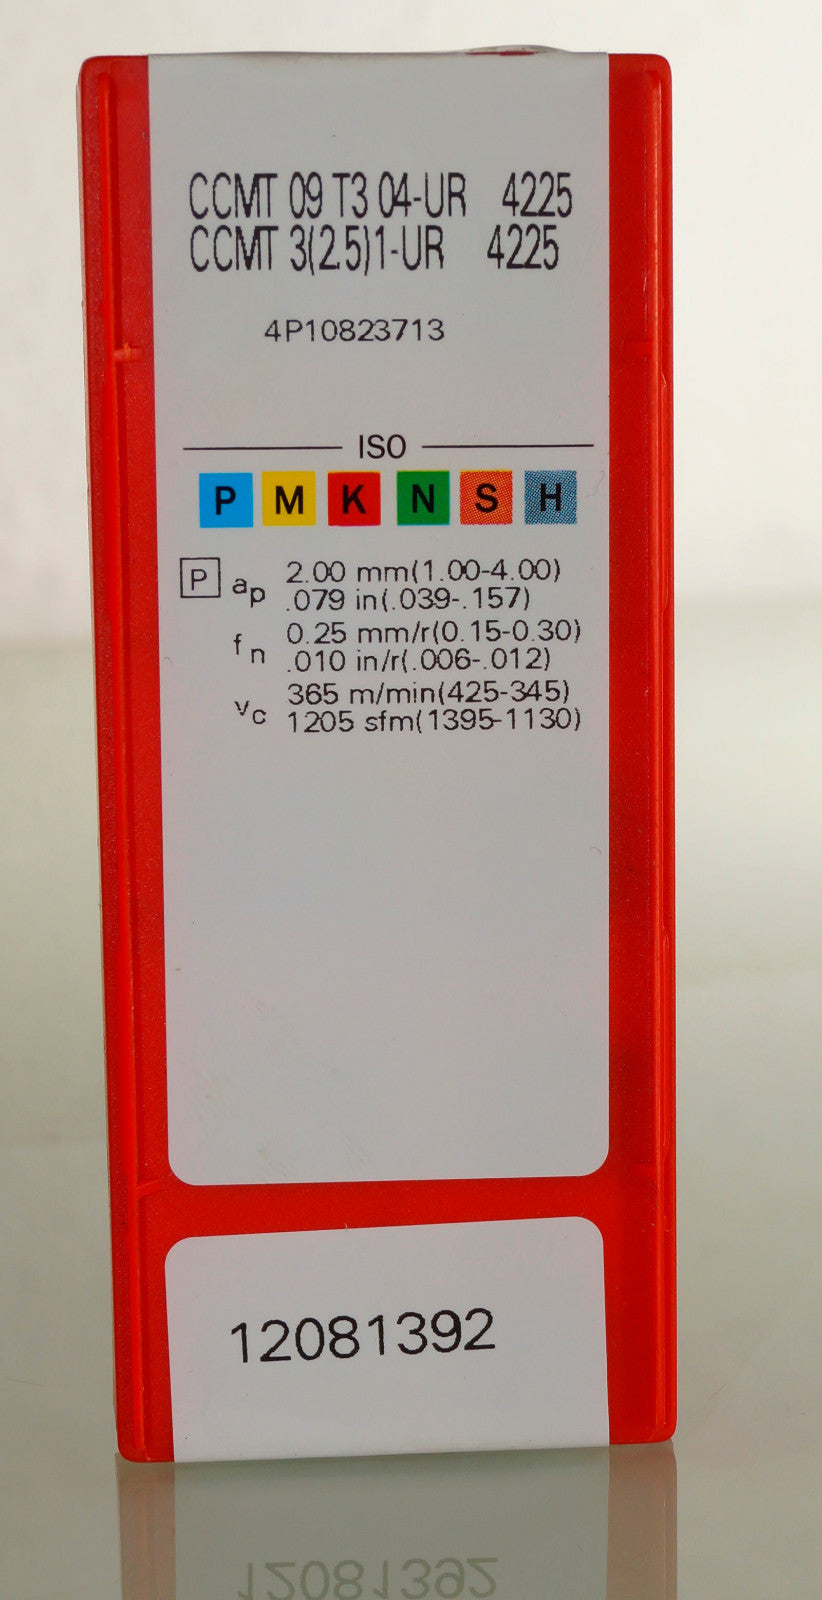 CCMT 09 T3 04-UR 4225
CCMT 3(2.5)1-UR 4225
4P10823713
ISO
P M K N S H
P ap 2.00 mm(1.00-4.00)
.079 in(.039-.157)
fn 0.25 mm/r(0.15-0.30)
.010 in/r(.006-.012)
vc 365 m/min(425-345)
1205 sfm(1395-1130)
12081392